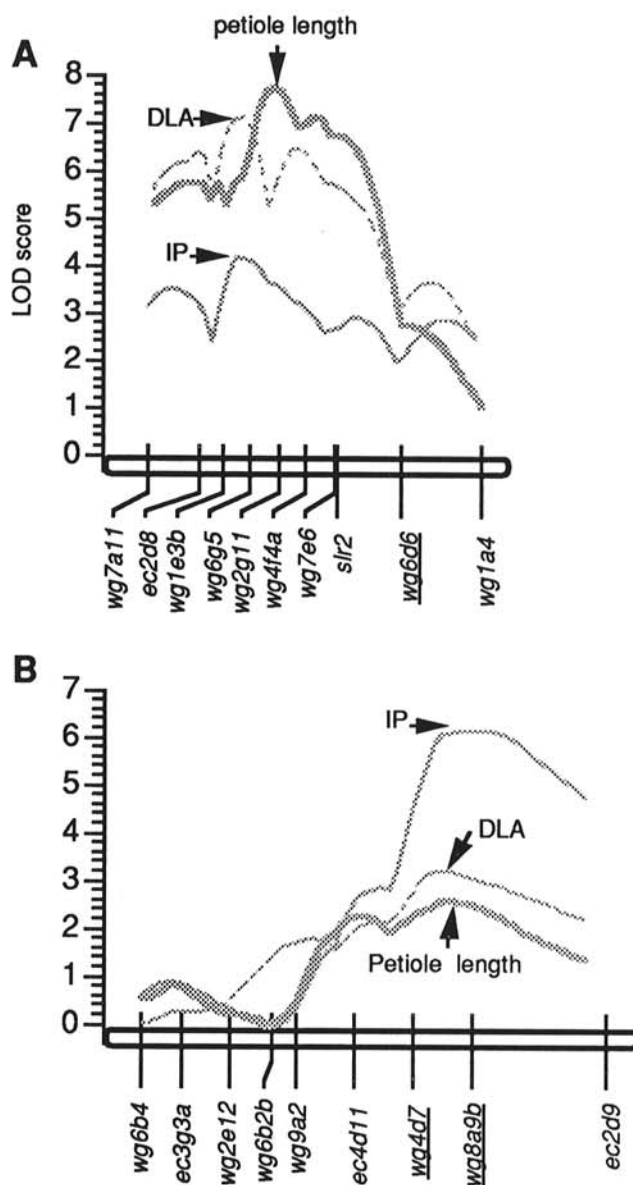 A
petiole length
DLA
IP
LOD score
8
7
6
5
4
3
2
1
0
wg7a11
ec2d8
wg1e3b
wg6g5
wg2g11
wg4f4a
wg7e6
slr2
wg6d6
wg1a4
B
IP
DLA
Petiole length
7
6
5
4
3
2
1
0
wg6b4
ec3g3a
wg2e12
wg6b2b
wg9a2
ec4d11
wg4d7
wg8a9b
ec2d9